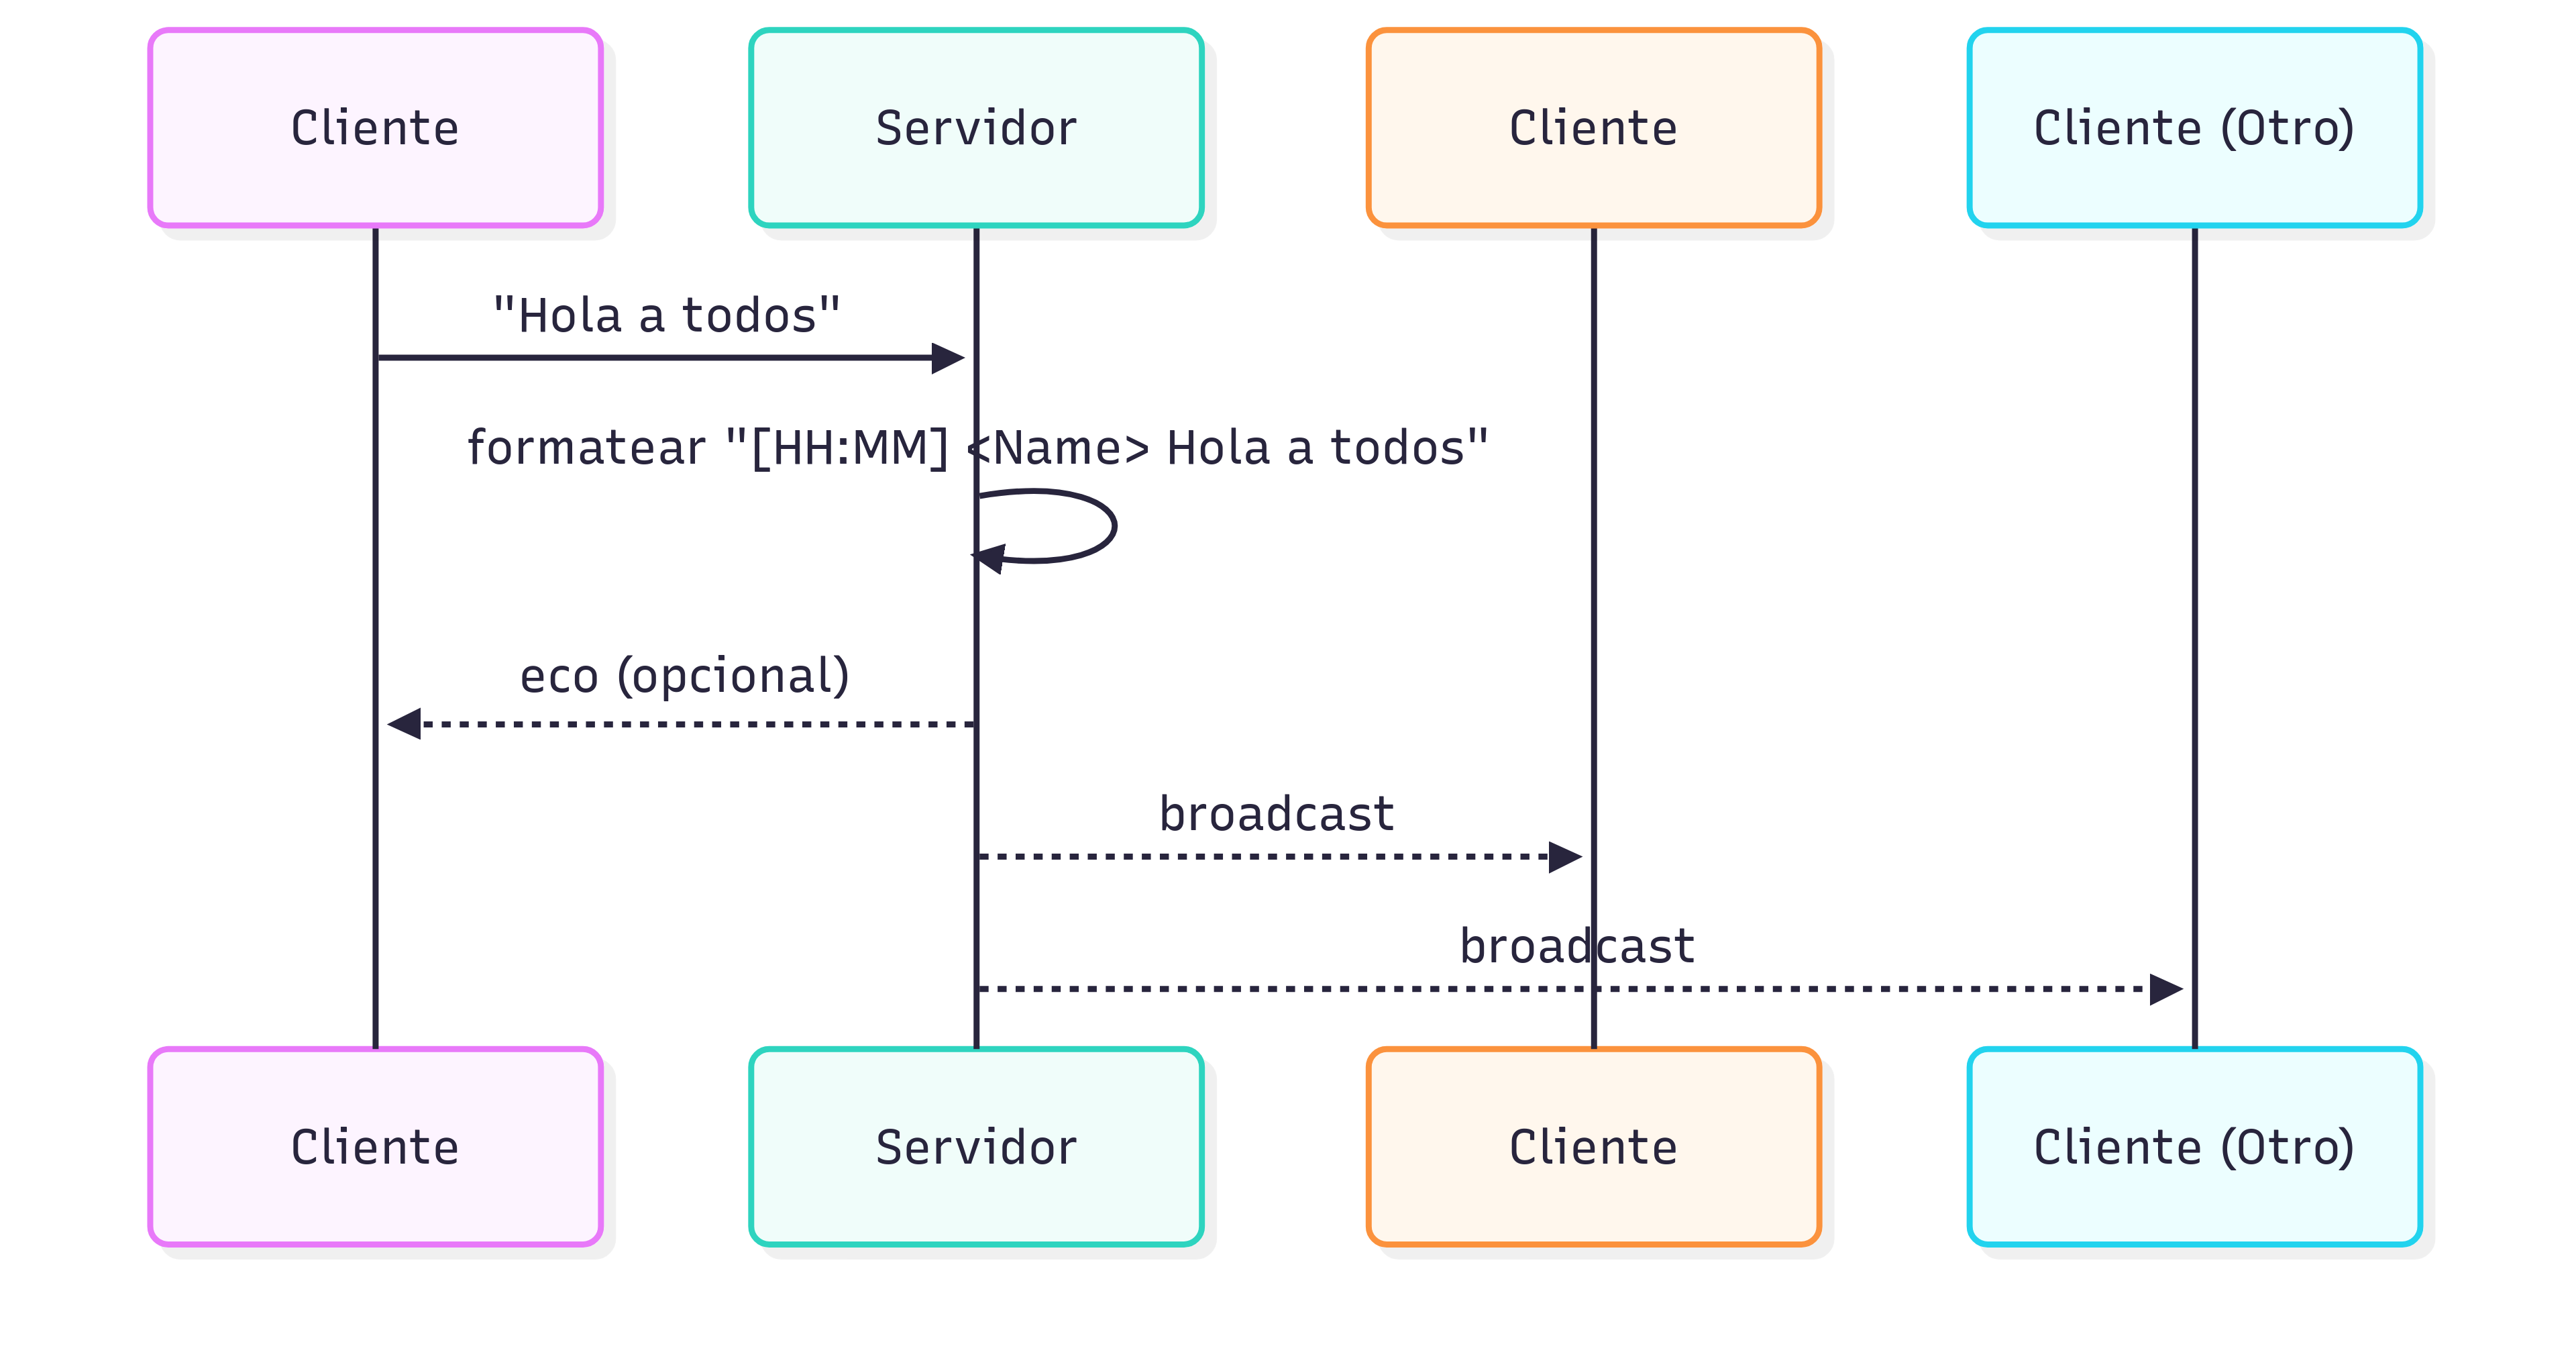 Cliente
Servidor
Cliente
Cliente (Otro)
"Hola a todos"
formatear "[HH:MM] <Name> Hola a todos"
eco (opcional)
broadcast
broadcast
Cliente
Servidor
Cliente
Cliente (Otro)